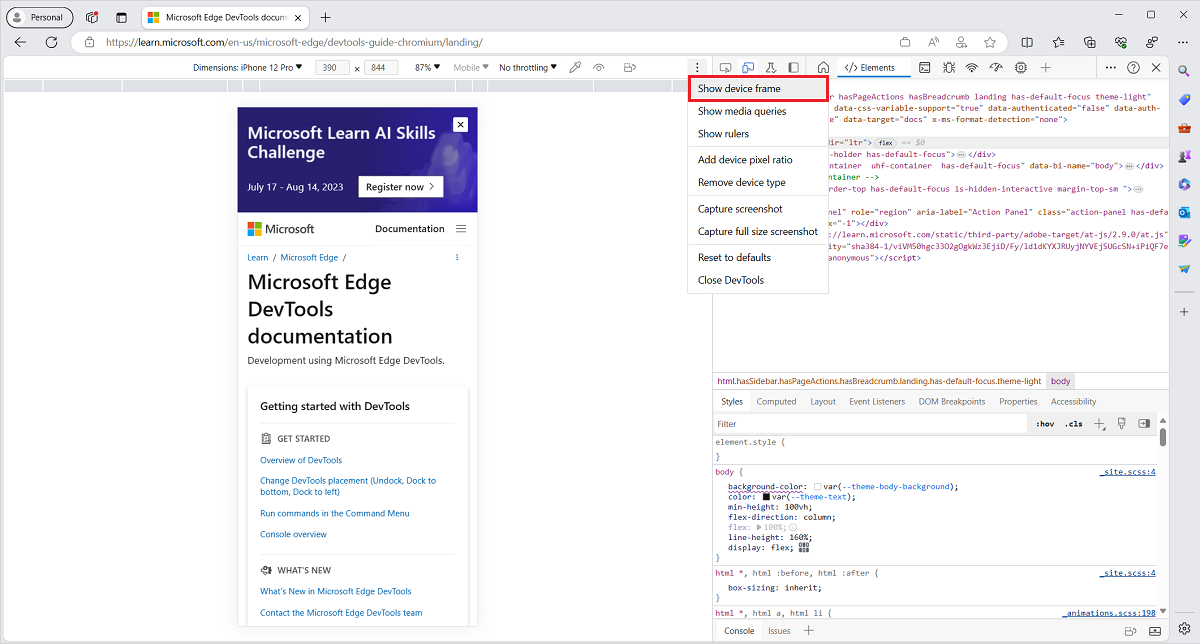 Personal
Microsoft Edge DevTools docum
https://learn.microsoft.com/en-us/microsoft-edge/devtools-guide-chromium/landing/
Dimensions: iPhone 12 Pro
390 × 844
87%
Mobile
No throttling
Elements
Show device frame
Show media queries
Show rulers
Add device pixel ratio
Remove device type
Capture screenshot
Capture full size screenshot
Reset to defaults
Close DevTools
Microsoft Learn AI Skills
Challenge
July 17 - Aug 14, 2023
Register now
Microsoft
Documentation
Learn / Microsoft Edge /
Microsoft Edge
DevTools
documentation
Development using Microsoft Edge DevTools.
Getting started with DevTools
GET STARTED
Overview of DevTools
Change DevTools placement (Undock, Dock to
bottom, Dock to left)
Run commands in the Command Menu
Console overview
WHAT'S NEW
What's New in Microsoft Edge DevTools
Contact the Microsoft Edge DevTools team
r hasPageActions hasBreadcrumb landing has-default-focus theme-light"
data-css-variable-support="true" data-authenticated="false" data-auth-
e" data-target="docs" x-ms-format-detection="none">
dir="ltr"> flex == $0
-holder has-default-focus">⋯</div>
ontainer uhf-container has-default-focus" data-bi-name="body">⋯</div>
ntainer -->
rder-top has-default-focus is-hidden-interactive margin-top-sm ">⋯
nel" role="region" aria-label="Action Panel" class="action-panel has-defa
x="-1"></div>
://learn.microsoft.com/static/third-party/adobe-target/at-js/2.9.0/at.js"
anonymous"></script>
html.hasSidebar.hasPageActions.hasBreadcrumb.landing.has-default-focus.theme-light body
Styles Computed Layout Event Listeners DOM Breakpoints Properties Accessibility
Filter
:hov .cls
element.style {
}
body { _site.scss:4
background-color: var(--theme-body-background);
color: var(--theme-text);
min-height: 100vh;
flex-direction: column;
flex: 100%;
line-height: 160%;
display: flex;
}
html *, html :before, html :after { _site.scss:4
box-sizing: inherit;
}
html *, html a, html li { _animations.scss:198
Console Issues